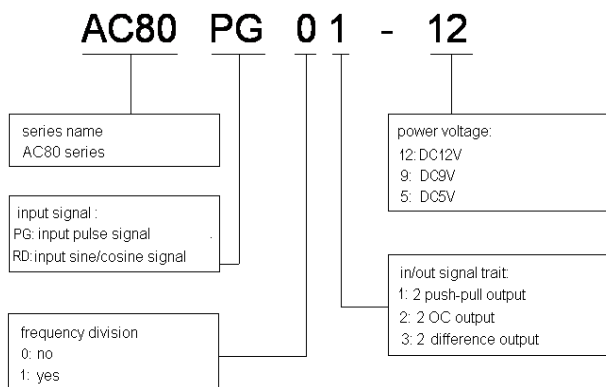 AC80 PG 0 1 - 12
series name
AC80 series
power voltage:
12: DC12V
9: DC9V
5: DC5V
input signal :
PG: input pulse signal .
RD: input sine/cosine signal
in/out signal trait:
1: 2 push-pull output
2: 2 OC output
3: 2 difference output
frequency division
0: no
1: yes